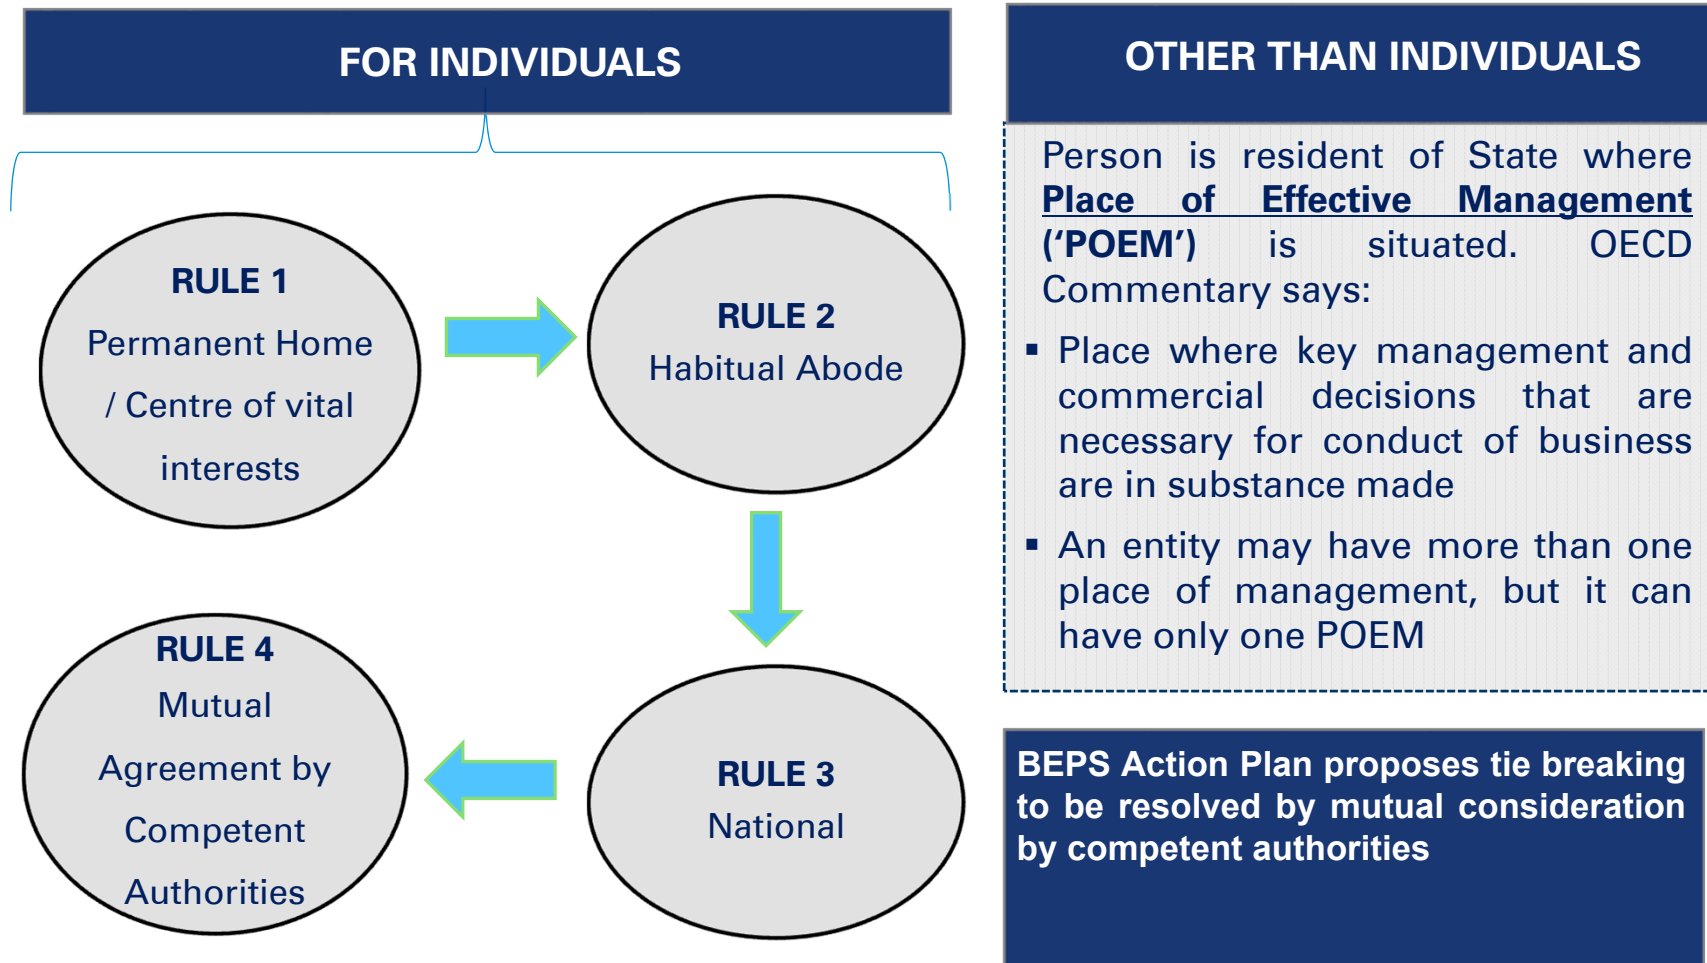 FOR INDIVIDUALS
RULE 1
Permanent Home
/ Centre of vital
interests
RULE 2
Habitual Abode
RULE 3
National
RULE 4
Mutual
Agreement by
Competent
Authorities
OTHER THAN INDIVIDUALS
Person is resident of State where
Place of Effective Management
(‘POEM’) is situated. OECD
Commentary says:
▪ Place where key management and
commercial decisions that are
necessary for conduct of business
are in substance made
▪ An entity may have more than one
place of management, but it can
have only one POEM
BEPS Action Plan proposes tie breaking
to be resolved by mutual consideration
by competent authorities